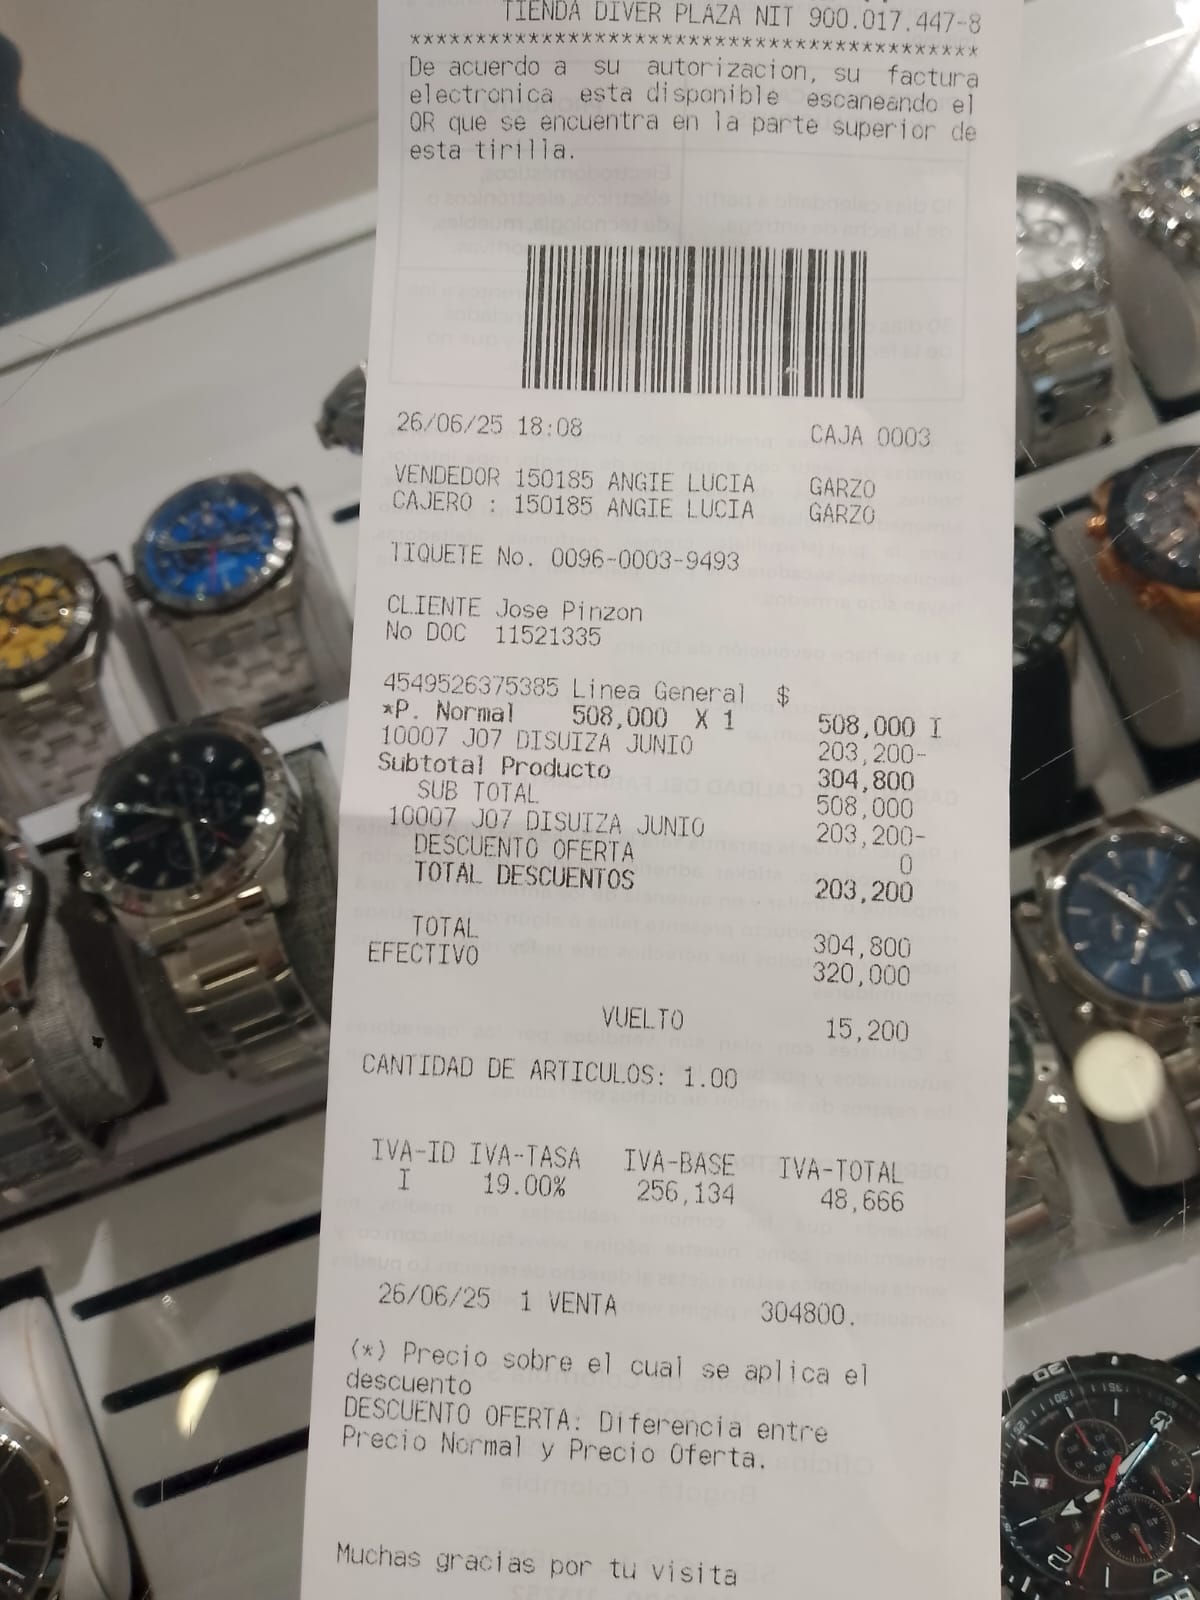 TIENDA DIVER PLAZA NIT 900.017.447-8
*******************************************
De acuerdo a su autorizacion, su factura
electronica esta disponible escaneando el
QR que se encuentra en la parte superior de
esta tirilla.
26/06/25 18:08 CAJA 0003
VENDEDOR 150185 ANGIE LUCIA GARZO
CAJERO : 150185 ANGIE LUCIA GARZO
TIQUETE No. 0096-0003-9493
CLIENTE Jose Pinzon
No DOC 11521335
4549526375385 Linea General $
*P. Normal 508,000 X 1 508,000 I
10007 J07 DISUIZA JUNIO 203,200-
Subtotal Producto 304,800
SUB TOTAL 508,000
10007 J07 DISUIZA JUNIO 203,200-
DESCUENTO OFERTA 0
TOTAL DESCUENTOS 203,200
TOTAL 304,800
EFECTIVO 320,000
VUELTO 15,200
CANTIDAD DE ARTICULOS: 1.00
IVA-ID IVA-TASA IVA-BASE IVA-TOTAL
I 19.00% 256,134 48,666
26/06/25 1 VENTA 304800.
(*) Precio sobre el cual se aplica el
descuento
DESCUENTO OFERTA: Diferencia entre
Precio Normal y Precio Oferta.
Muchas gracias por tu visita